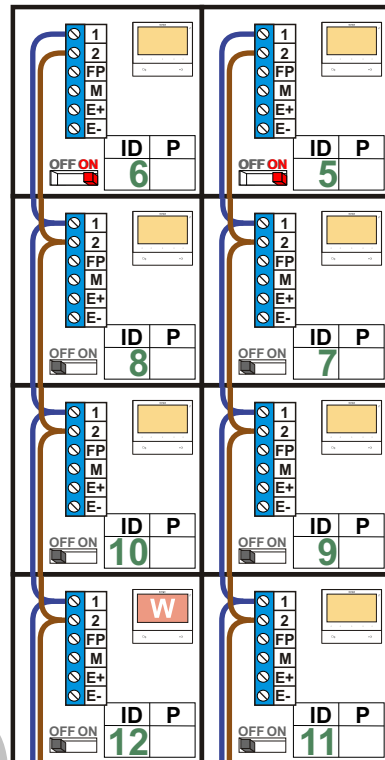 1 1
2 2
FP FP
M M
E+ E+
E- E-
ID P ID P
OFF ON 6 OFF ON 5
1 1
2 2
FP FP
M M
E+ E+
E- E-
ID P ID P
OFF ON 8 OFF ON 7
1 1
2 2
FP FP
M M
E+ E+
E- E-
ID P ID P
OFF ON 10 OFF ON 9
W
1 1
2 2
FP FP
M M
E+ E+
E- E-
ID P ID P
OFF ON 12 OFF ON 11